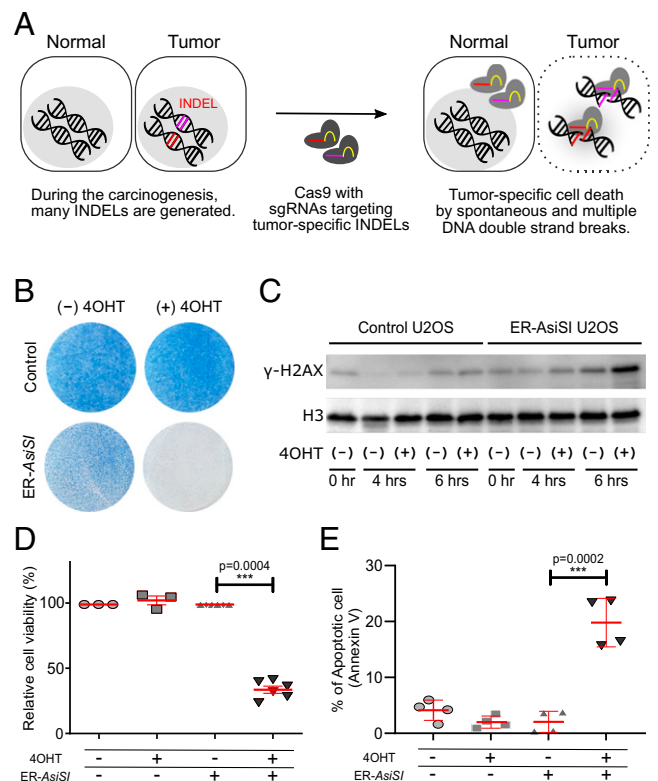 A
Normal Tumor
INDEL
During the carcinogenesis,
many INDELs are generated.
Cas9 with
sgRNAs targeting
tumor-specific INDELs
Normal Tumor
Tumor-specific cell death
by spontaneous and multiple
DNA double strand breaks.
B
(−) 4OHT (+) 4OHT
Control
ER-AsiSI
C
Control U2OS ER-AsiSI U2OS
γ-H2AX
H3
4OHT (-) (-) (+) (-) (+) (-) (-) (+) (-) (+)
0 hr 4 hrs 6 hrs 0 hr 4 hrs 6 hrs
D
Relative cell viability (%)
100
50
0
p=0.0004
***
4OHT - + - +
ER-AsiSI - - + +
E
% of Apoptotic cell
(Annexin V)
30
20
10
0
p=0.0002
***
4OHT - + - +
ER-AsiSI - - + +